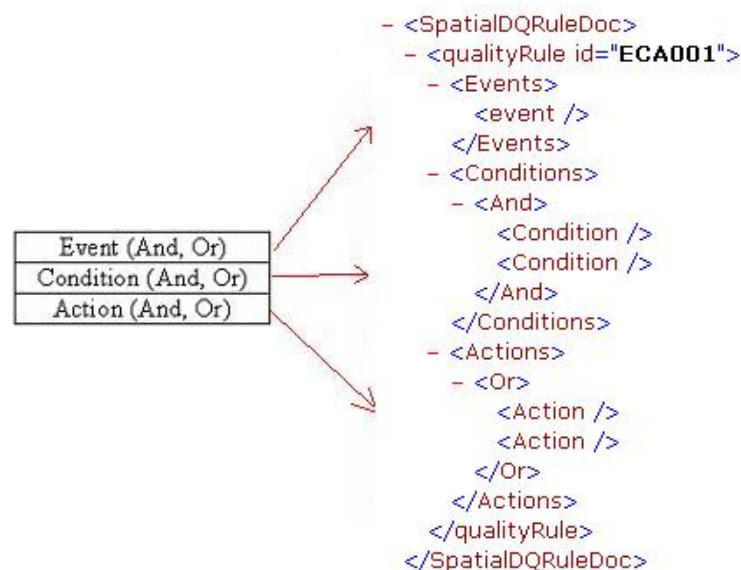 Event (And, Or)
Condition (And, Or)
Action (And, Or)
- <SpatialDQRuleDoc>
- <qualityRule id="ECA001">
- <Events>
<event />
</Events>
- <Conditions>
- <And>
<Condition />
<Condition />
</And>
</Conditions>
- <Actions>
- <Or>
<Action />
<Action />
</Or>
</Actions>
</qualityRule>
</SpatialDQRuleDoc>